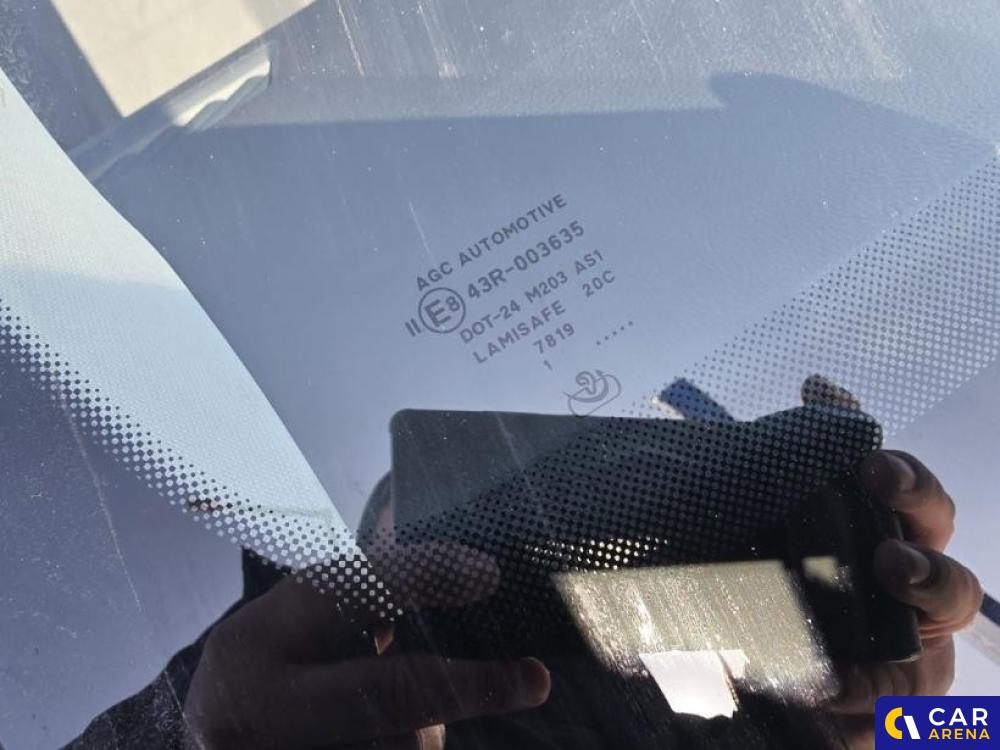 AGC AUTOMOTIVE
II E8 43R-003635
DOT-24 M203 AS1
LAMISAFE 20C
7819 ....
1
CAR
ARENA